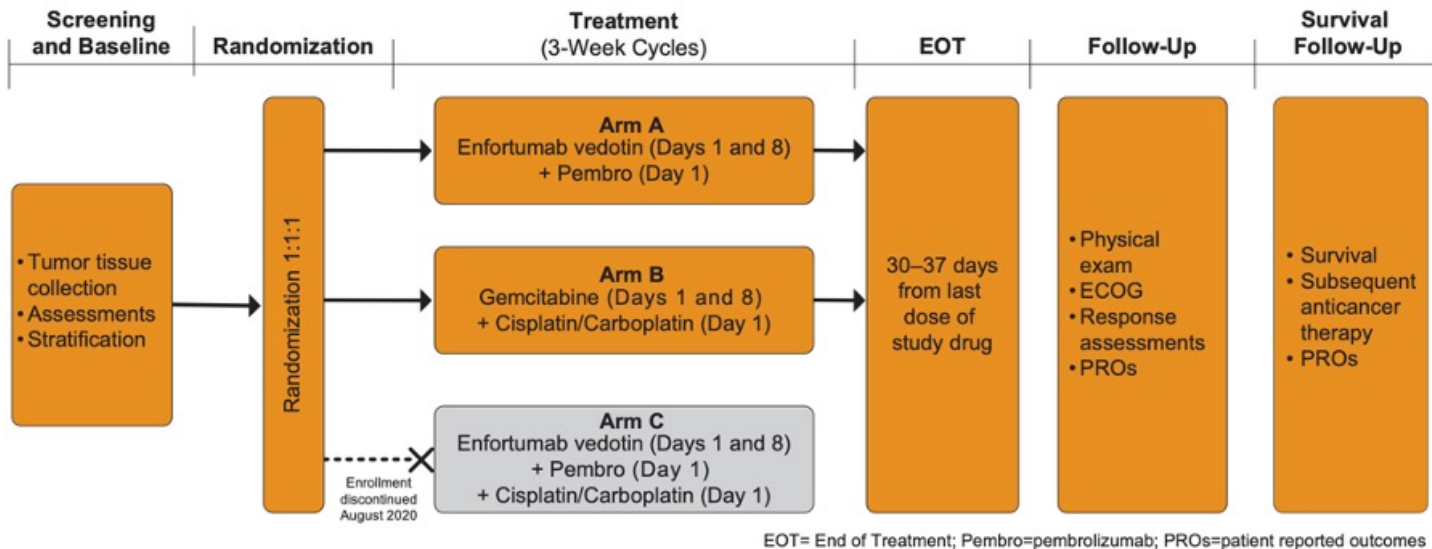 Screening
and Baseline
Randomization
Treatment
(3-Week Cycles)
EOT
Follow-Up
Survival
Follow-Up
• Tumor tissue
collection
• Assessments
• Stratification
Randomization 1:1:1
Arm A
Enfortumab vedotin (Days 1 and 8)
+ Pembro (Day 1)
Arm B
Gemcitabine (Days 1 and 8)
+ Cisplatin/Carboplatin (Day 1)
Enrollment
discontinued
August 2020
Arm C
Enfortumab vedotin (Days 1 and 8)
+ Pembro (Day 1)
+ Cisplatin/Carboplatin (Day 1)
30–37 days
from last
dose of
study drug
• Physical
exam
• ECOG
• Response
assessments
• PROs
• Survival
• Subsequent
anticancer
therapy
• PROs
EOT= End of Treatment; Pembro=pembrolizumab; PROs=patient reported outcomes